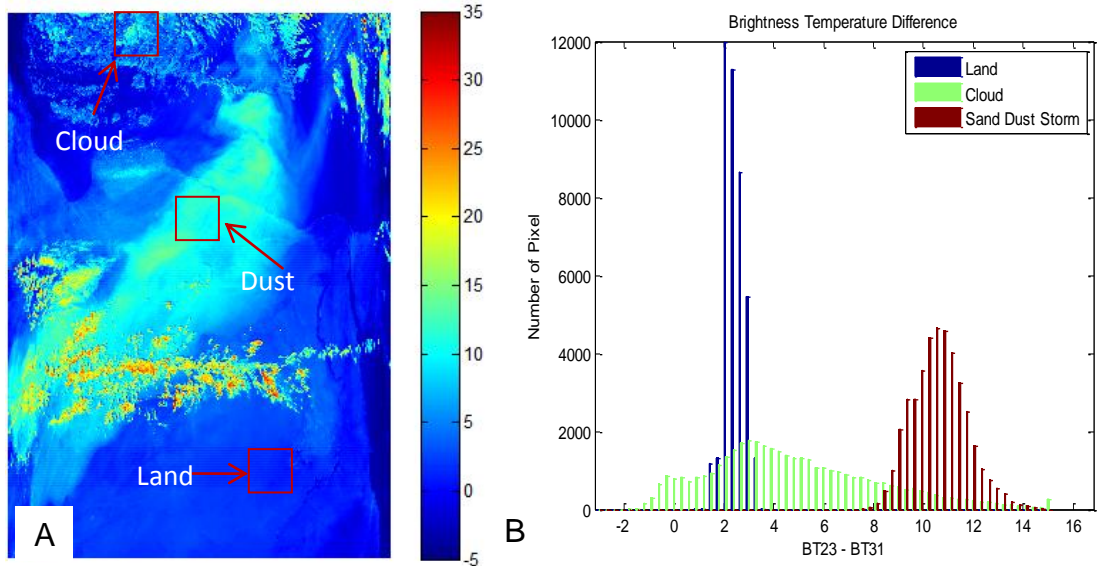 Cloud
Dust
Land
A
35
30
25
20
15
10
5
0
-5
Brightness Temperature Difference
12000
10000
8000
6000
4000
2000
0
Number of Pixel
Land
Cloud
Sand Dust Storm
-2 0 2 4 6 8 10 12 14 16
BT23 - BT31
B